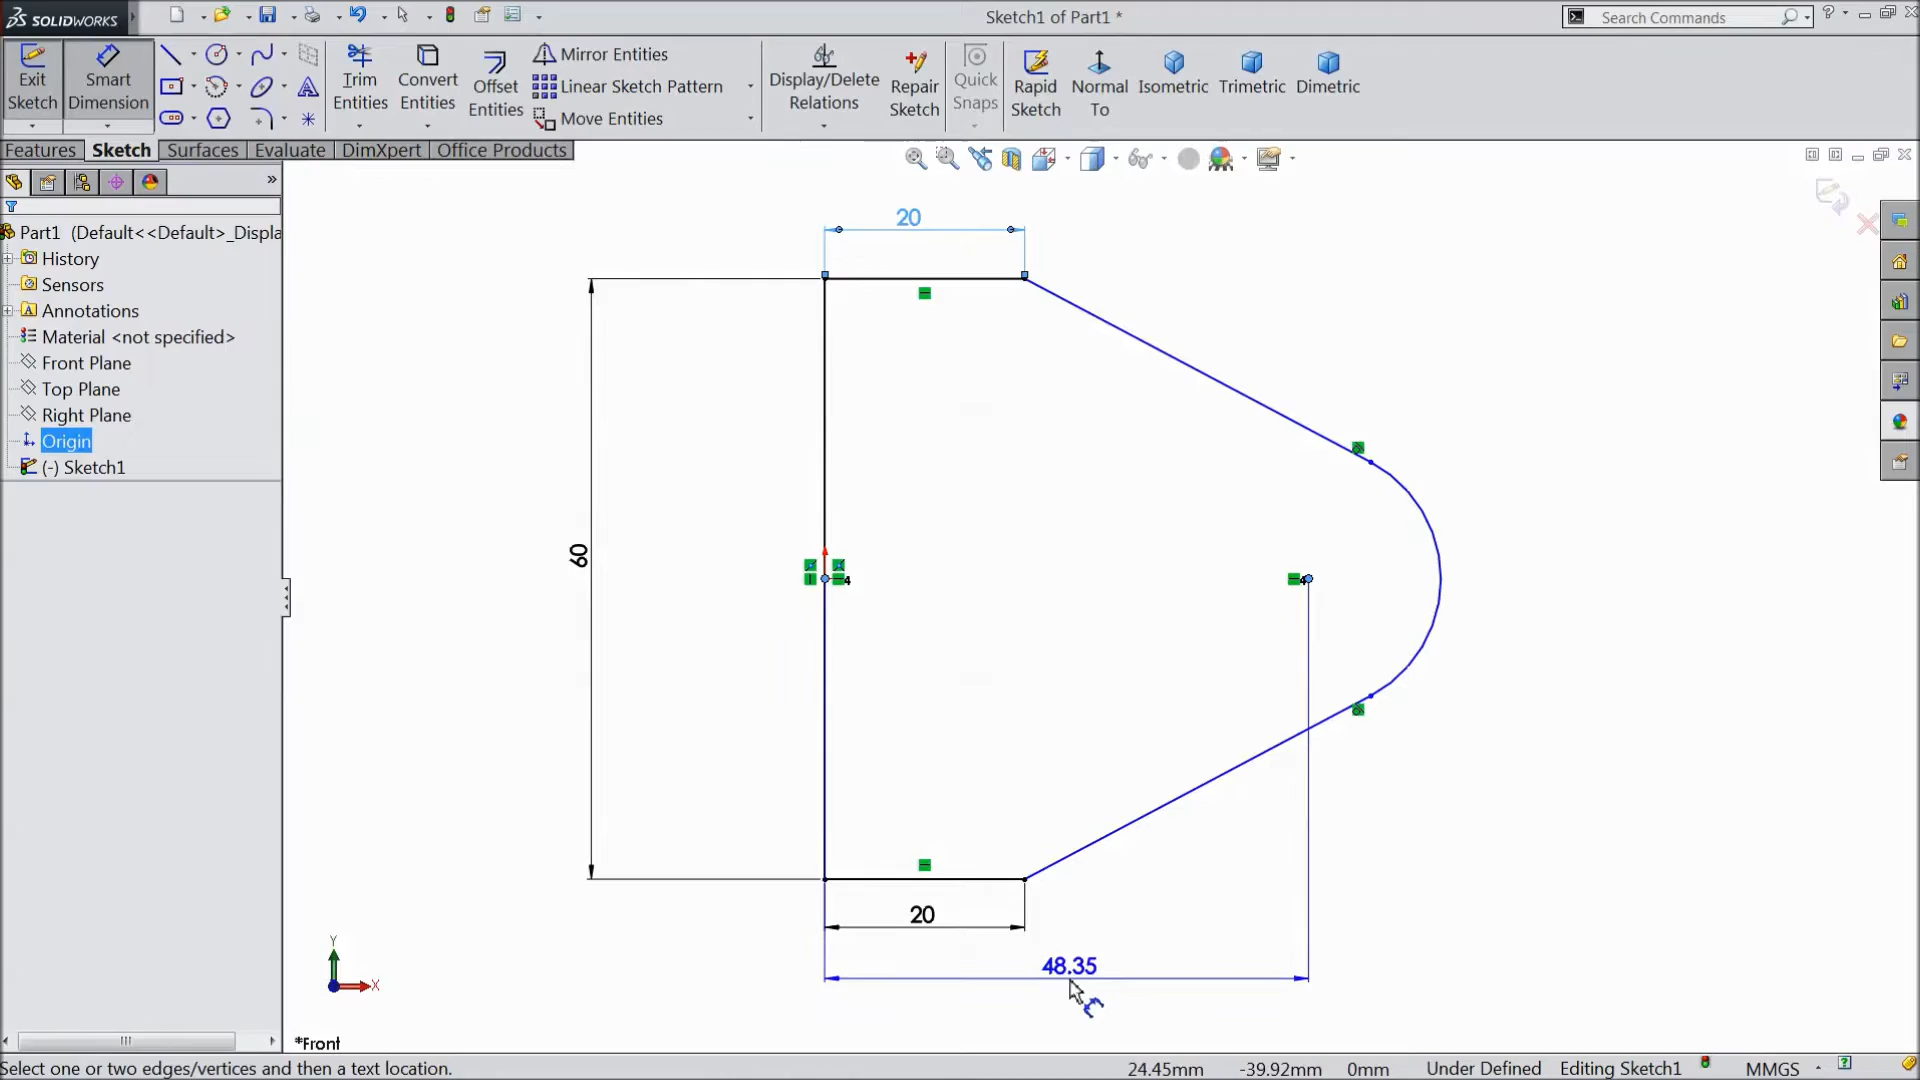 SOLIDWORKS
Sketch1 of Part1 *
Search Commands
?
Exit Sketch
Smart Dimension
Trim Entities
Convert Entities
Offset Entities
Mirror Entities
Linear Sketch Pattern
Move Entities
Display/Delete Relations
Repair Sketch
Quick Snaps
Rapid Sketch
Normal To
Isometric
Trimetric
Dimetric
Features
Sketch
Surfaces
Evaluate
DimXpert
Office Products
»
Part1 (Default<<Default>_Displa
History
Sensors
Annotations
Material <not specified>
Front Plane
Top Plane
Right Plane
Origin
(-) Sketch1
20
60
4
4
20
48.35
Y
X
*Front
Select one or two edges/vertices and then a text location.
24.45mm
-39.92mm
0mm
Under Defined
Editing Sketch1
MMGS